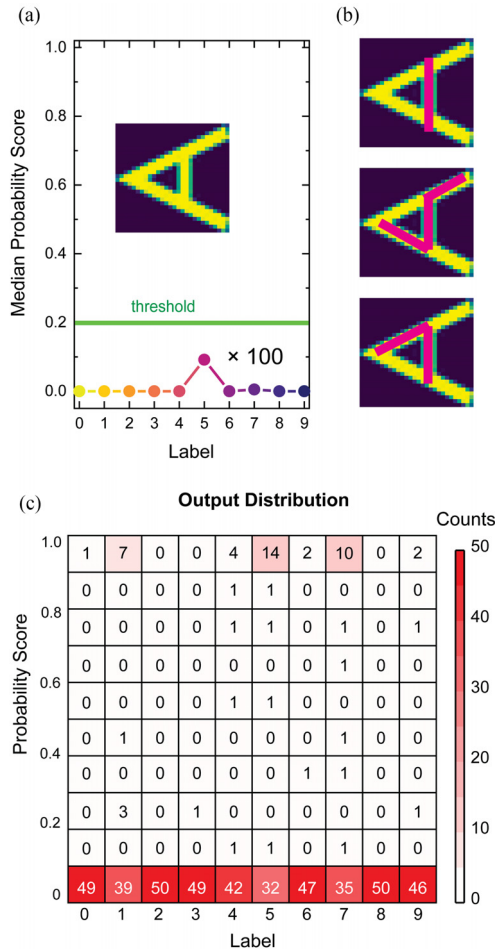 (a)
(b)
1.0
0.8
0.6
0.4
0.2
0.0
Median Probability Score
threshold
× 100
0 1 2 3 4 5 6 7 8 9
Label
(c)
Output Distribution
Counts
1.0
0.8
0.6
0.4
0.2
0
Probability Score
1 7 0 0 4 14 2 10 0 2
0 0 0 0 1 1 0 0 0 0
0 0 0 0 1 1 0 1 0 1
0 0 0 0 0 0 0 1 0 0
0 0 0 0 1 1 0 0 0 0
0 1 0 0 0 0 0 1 0 0
0 0 0 0 0 0 1 1 0 0
0 3 0 1 0 0 0 0 0 1
0 0 0 0 1 1 0 1 0 0
49 39 50 49 42 32 47 35 50 46
0 1 2 3 4 5 6 7 8 9
Label
50
40
30
20
10
0